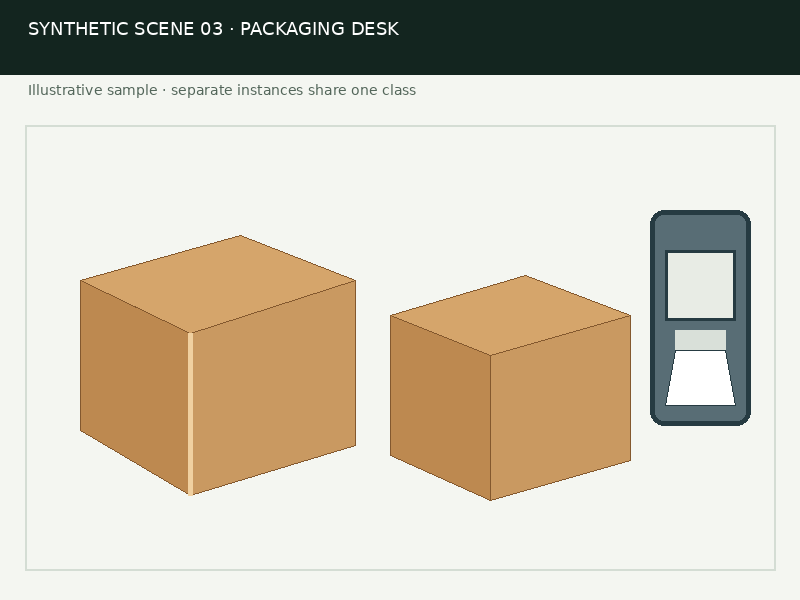 SYNTHETIC SCENE 03 · PACKAGING DESK
Illustrative sample · separate instances share one class